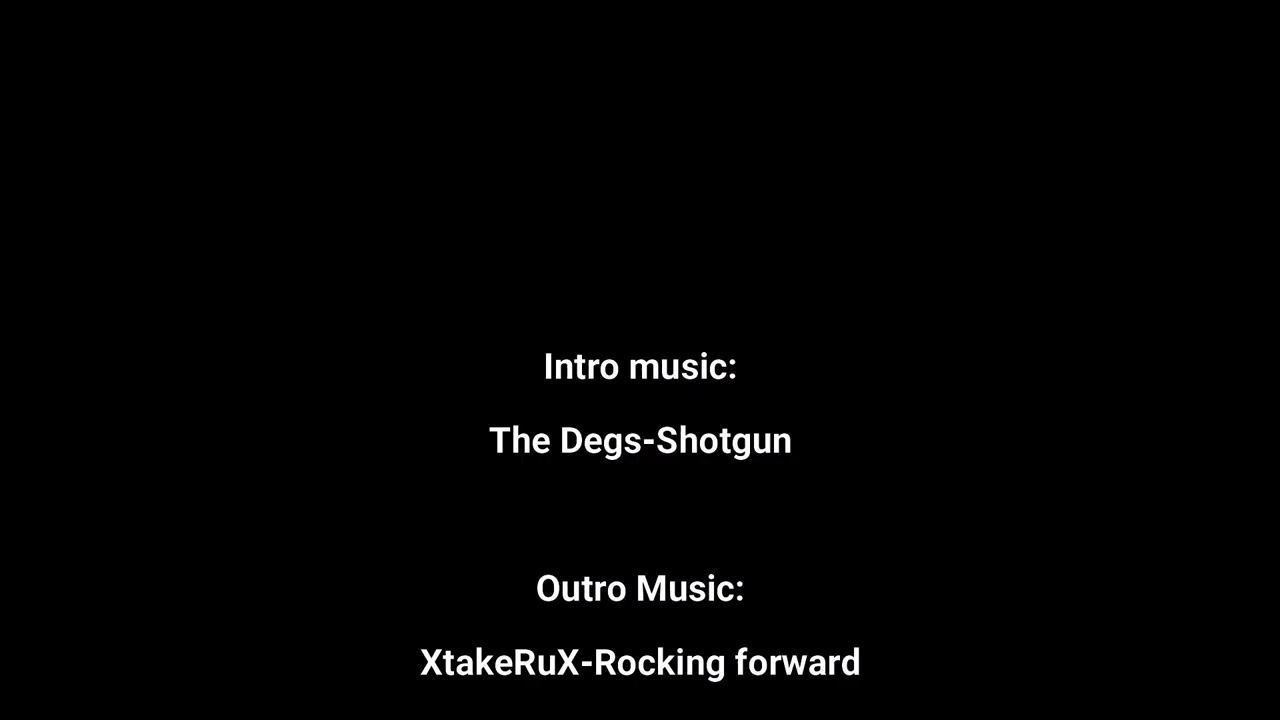 Intro music:
The Degs-Shotgun
Outro Music:
XtakeRuX-Rocking forward